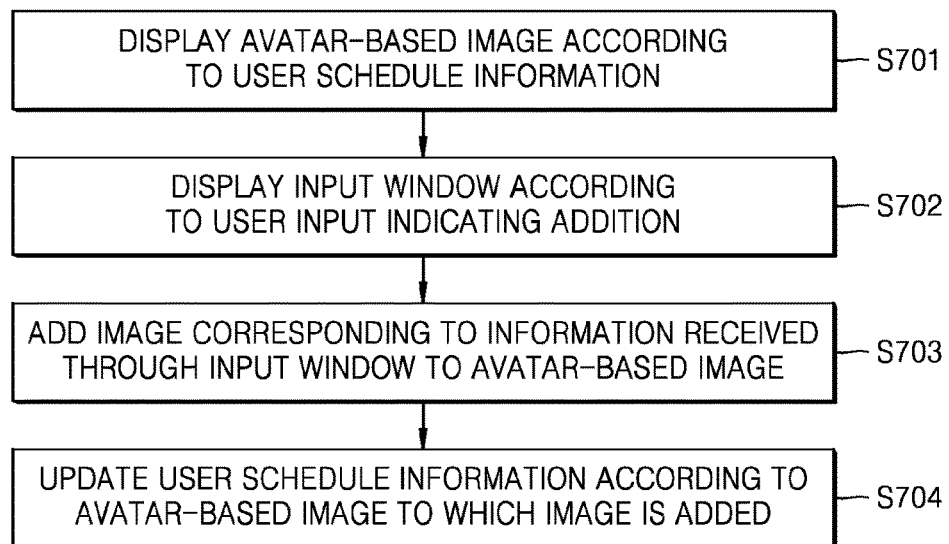 DISPLAY AVATAR-BASED IMAGE ACCORDING
TO USER SCHEDULE INFORMATION
S701
DISPLAY INPUT WINDOW ACCORDING
TO USER INPUT INDICATING ADDITION
S702
ADD IMAGE CORRESPONDING TO INFORMATION RECEIVED
THROUGH INPUT WINDOW TO AVATAR-BASED IMAGE
S703
UPDATE USER SCHEDULE INFORMATION ACCORDING TO
AVATAR-BASED IMAGE TO WHICH IMAGE IS ADDED
S704